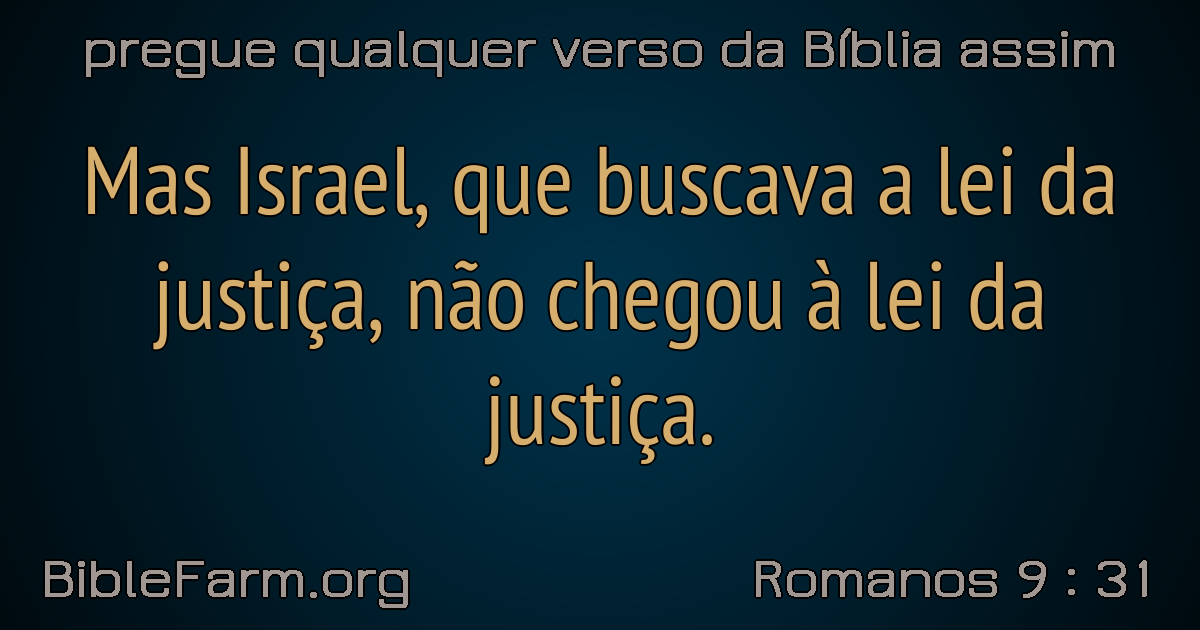 pregue qualquer verso da Bíblia assim
Mas Israel, que buscava a lei da
justiça, não chegou à lei da
justiça.
BibleFarm.org
Romanos 9 : 31